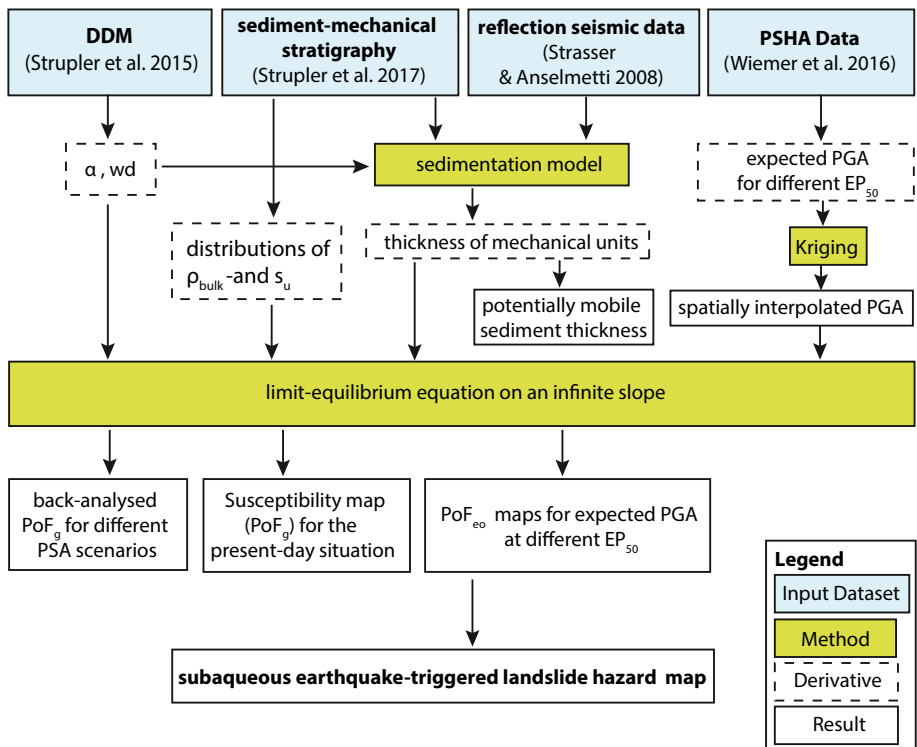 DDM
(Strupler et al. 2015)
sediment-mechanical
stratigraphy
(Strupler et al. 2017)
reflection seismic data
(Strasser
& Anselmetti 2008)
PSHA Data
(Wiemer et al. 2016)
α , wd
sedimentation model
expected PGA
for different EP₅₀
distributions of
ρbulk -and sᵤ
thickness of mechanical units
Kriging
potentially mobile
sediment thickness
spatially interpolated PGA
limit-equilibrium equation on an infinite slope
back-analysed
PoFg for different
PSA scenarios
Susceptibility map
(PoFg) for the
present-day situation
PoFeo maps for expected PGA
at different EP₅₀
subaqueous earthquake-triggered landslide hazard map
Legend
Input Dataset
Method
Derivative
Result